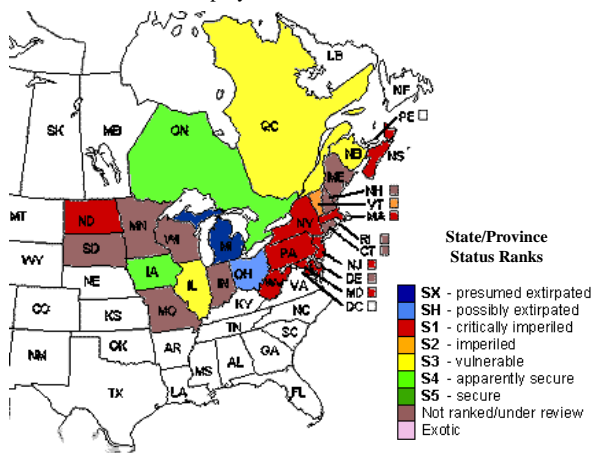 LB
NF
SK
MB
ON
QC
PE
NB
NS
ME
NH
VT
MA
MT
ND
MN
WI
MI
NY
RI
CT
SD
WY
IA
PA
NJ
DE
MD
DC
NE
IL
IN
OH
WV
VA
CO
KS
MO
KY
NC
TN
NM
OK
AR
SC
MS
AL
GA
TX
LA
FL
State/Province
Status Ranks
SX - presumed extirpated
SH - possibly extirpated
S1 - critically imperiled
S2 - imperiled
S3 - vulnerable
S4 - apparently secure
S5 - secure
Not ranked/under review
Exotic